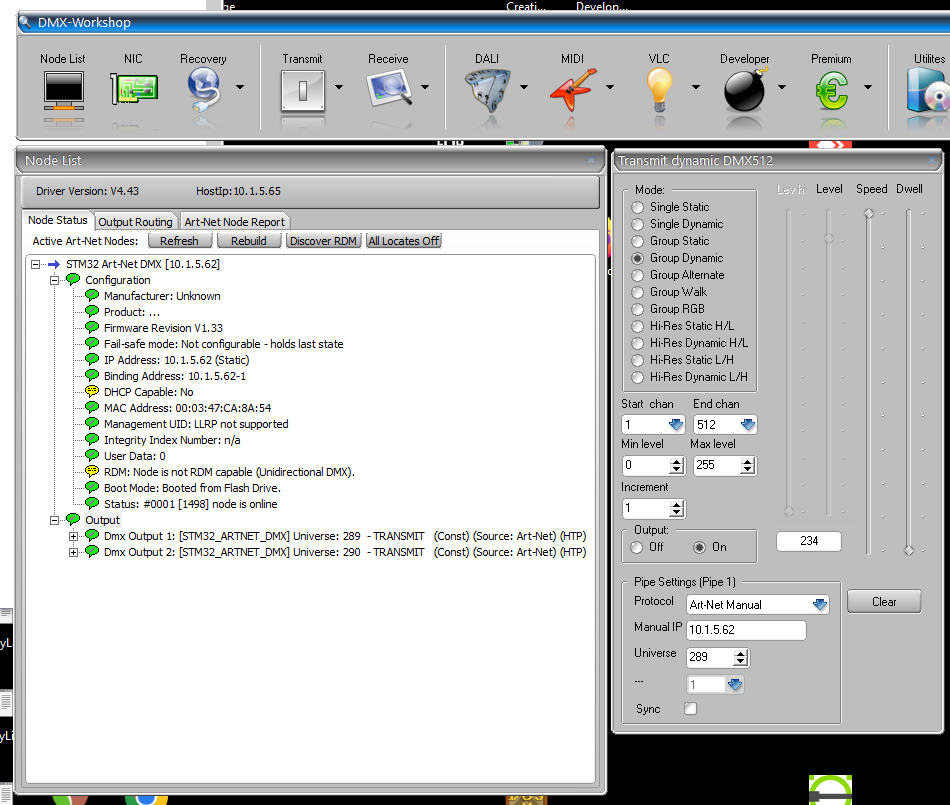 Creati...
Develop...
DMX-Workshop
Node List
NIC
Recovery
Transmit
Receive
DALI
MIDI
VLC
Developer
Premium
Utilites
Node List
Driver Version: V4.43
HostIp:10.1.5.65
Node Status
Output Routing
Art-Net Node Report
Active Art-Net Nodes:
Refresh
Rebuild
Discover RDM
All Locates Off
STM32 Art-Net DMX [10.1.5.62]
Configuration
Manufacturer: Unknown
Product: ...
Firmware Revision V1.33
Fail-safe mode: Not configurable - holds last state
IP Address: 10.1.5.62 (Static)
Binding Address: 10.1.5.62-1
DHCP Capable: No
MAC Address: 00:03:47:CA:8A:54
Management UID: LLRP not supported
Integrity Index Number: n/a
User Data: 0
RDM: Node is not RDM capable (Unidirectional DMX).
Boot Mode: Booted from Flash Drive.
Status: #0001 [1498] node is online
Output
Dmx Output 1: [STM32_ARTNET_DMX] Universe: 289 - TRANSMIT (Const) (Source: Art-Net) (HTP)
Dmx Output 2: [STM32_ARTNET_DMX] Universe: 290 - TRANSMIT (Const) (Source: Art-Net) (HTP)
Transmit dynamic DMX512
Mode:
Single Static
Single Dynamic
Group Static
Group Dynamic
Group Alternate
Group Walk
Group RGB
Hi-Res Static H/L
Hi-Res Dynamic H/L
Hi-Res Static L/H
Hi-Res Dynamic L/H
Lev hi
Level
Speed
Dwell
Start chan
End chan
1
512
Min level
Max level
0
255
Increment
1
Output:
Off
On
234
Pipe Settings (Pipe 1)
Protocol
Art-Net Manual
Manual IP
10.1.5.62
Universe
289
...
1
Sync
Clear